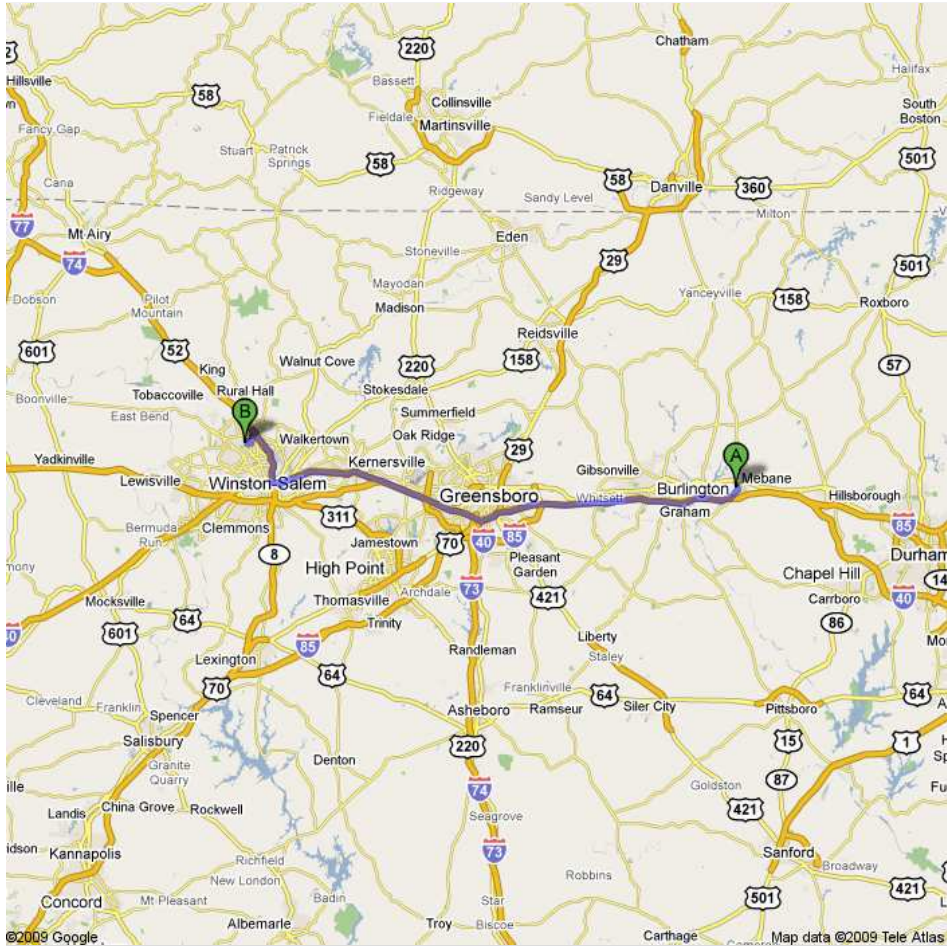 220
Chatham
2
Hillsville
Bassett
Halifax
58
Collinsville
Fieldale
Martinsville
South
Boston
Fancy Gap
Stuart
Patrick
Springs
58
501
Cana
Ridgeway
58
Danville
360
Sandy Level
77
Milton
Mt Airy
Eden
74
Stoneville
29
501
Dobson
Pilot
Mountain
Mayodan
Madison
Yanceyville
158
Roxboro
601
52
Reidsville
158
57
King
Walnut Cove
220
Tobaccoville
Rural Hall
Stokesdale
Boonville
East Bend
B
Summerfield
Walkertown
Oak Ridge
29
A
Yadkinville
Kernersville
Gibsonville
Mebane
Lewisville
Winston-Salem
Greensboro
Whitsett
Burlington
Hillsborough
Graham
Bermuda
Run
Clemmons
311
85
8
Jamestown
70
40
85
Pleasant
Garden
Durham
High Point
Chapel Hill
14
mony
Mocksville
64
Thomasville
Archdale
73
421
Carrboro
40
601
Trinity
86
85
Liberty
Mor
Lexington
Randleman
Staley
70
64
Franklinville
64
64
Cleveland
Franklin
Spencer
Asheboro
Ramseur
Siler City
Pittsboro
Salisbury
220
15
1
Granite
Quarry
Denton
87
Goldston
ville
Landis
China Grove
Rockwell
74
Seagrove
421
Fu
idson
Kannapolis
73
Sanford
Richfield
Robbins
Broadway
New London
Concord
Mt Pleasant
Badin
Star
501
421
Albemarle
Troy
Biscoe
Carthage
©2009 Google
Map data ©2009 Tele Atlas